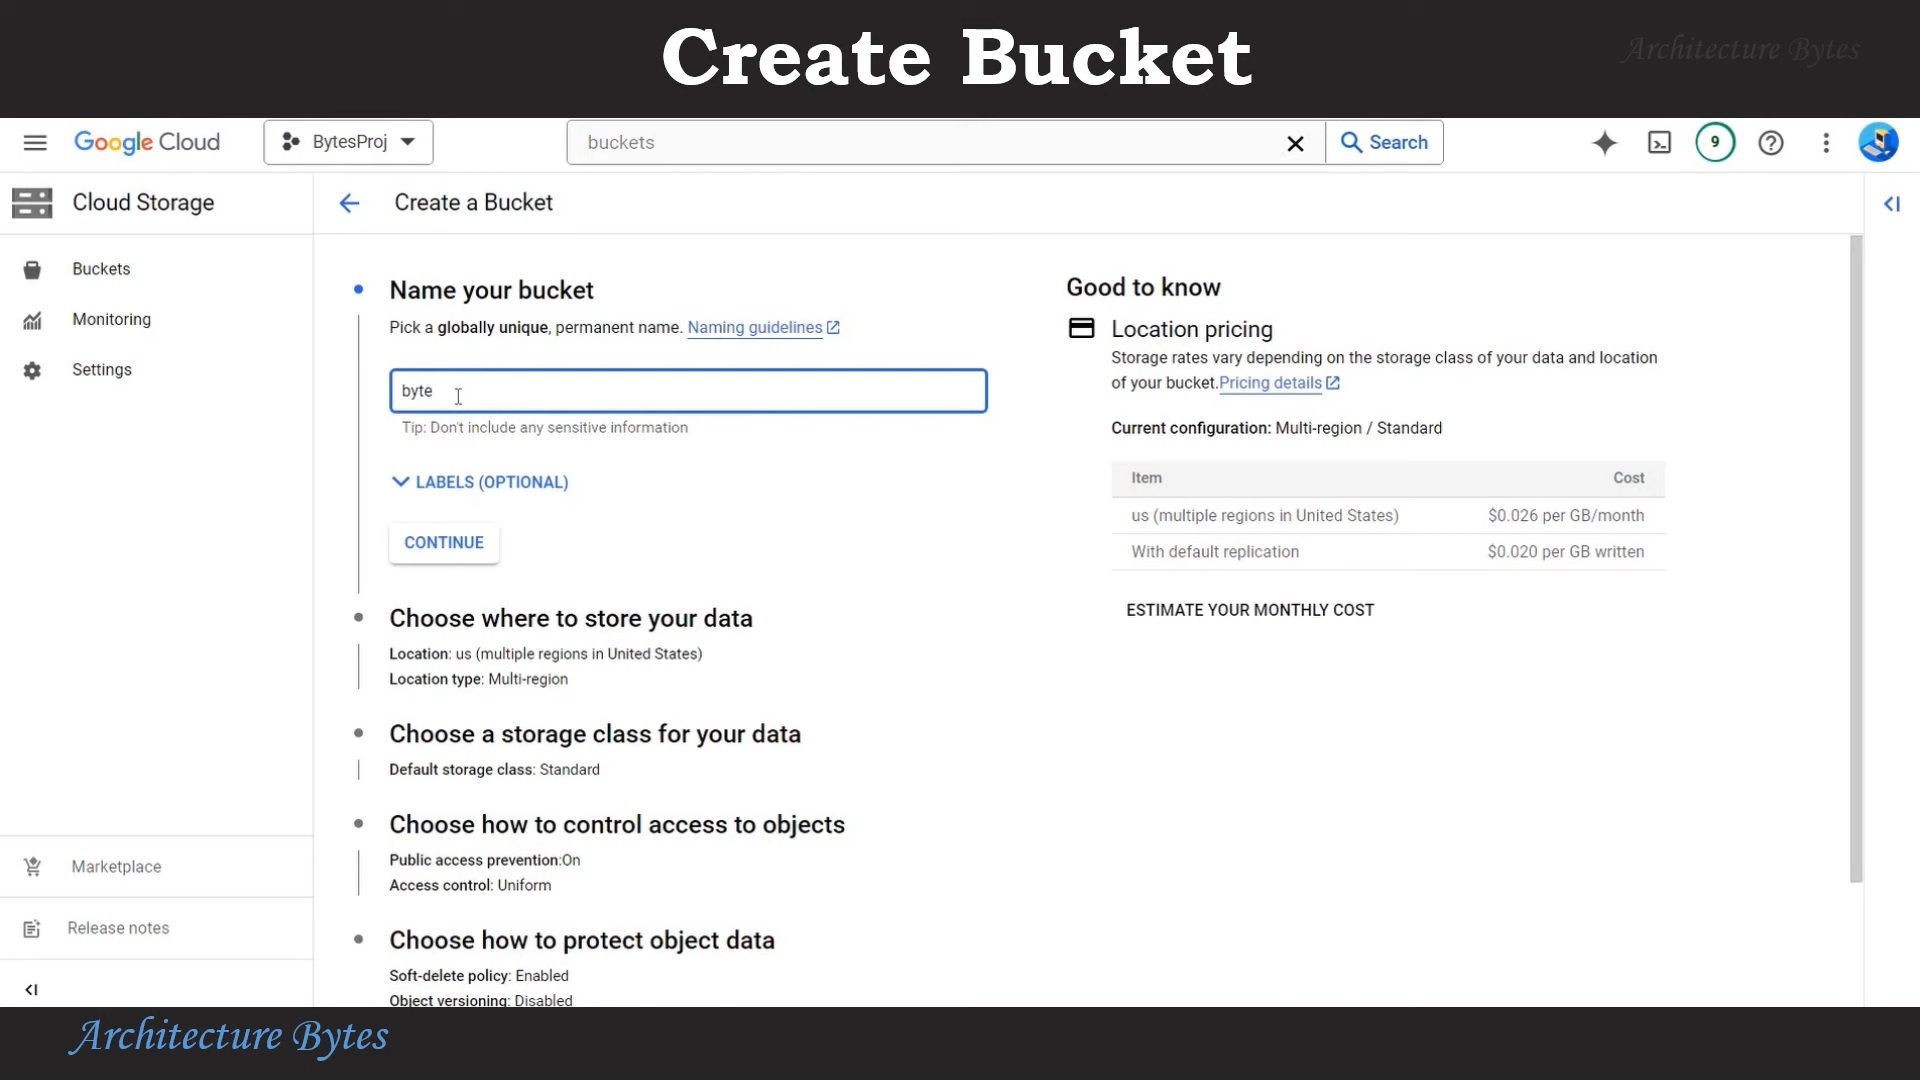 Create Bucket
Architecture Bytes
Google Cloud
BytesProj
buckets
Search
9
Cloud Storage
Create a Bucket
Buckets
Monitoring
Settings
Name your bucket
Pick a globally unique, permanent name. Naming guidelines
byte
Tip: Don't include any sensitive information
LABELS (OPTIONAL)
CONTINUE
Choose where to store your data
Location: us (multiple regions in United States)
Location type: Multi-region
Choose a storage class for your data
Default storage class: Standard
Choose how to control access to objects
Public access prevention:On
Access control: Uniform
Choose how to protect object data
Soft-delete policy: Enabled
Object versioning: Disabled
Good to know
Location pricing
Storage rates vary depending on the storage class of your data and location
of your bucket.Pricing details
Current configuration: Multi-region / Standard
Item Cost
us (multiple regions in United States) $0.026 per GB/month
With default replication $0.020 per GB written
ESTIMATE YOUR MONTHLY COST
Marketplace
Release notes
Architecture Bytes